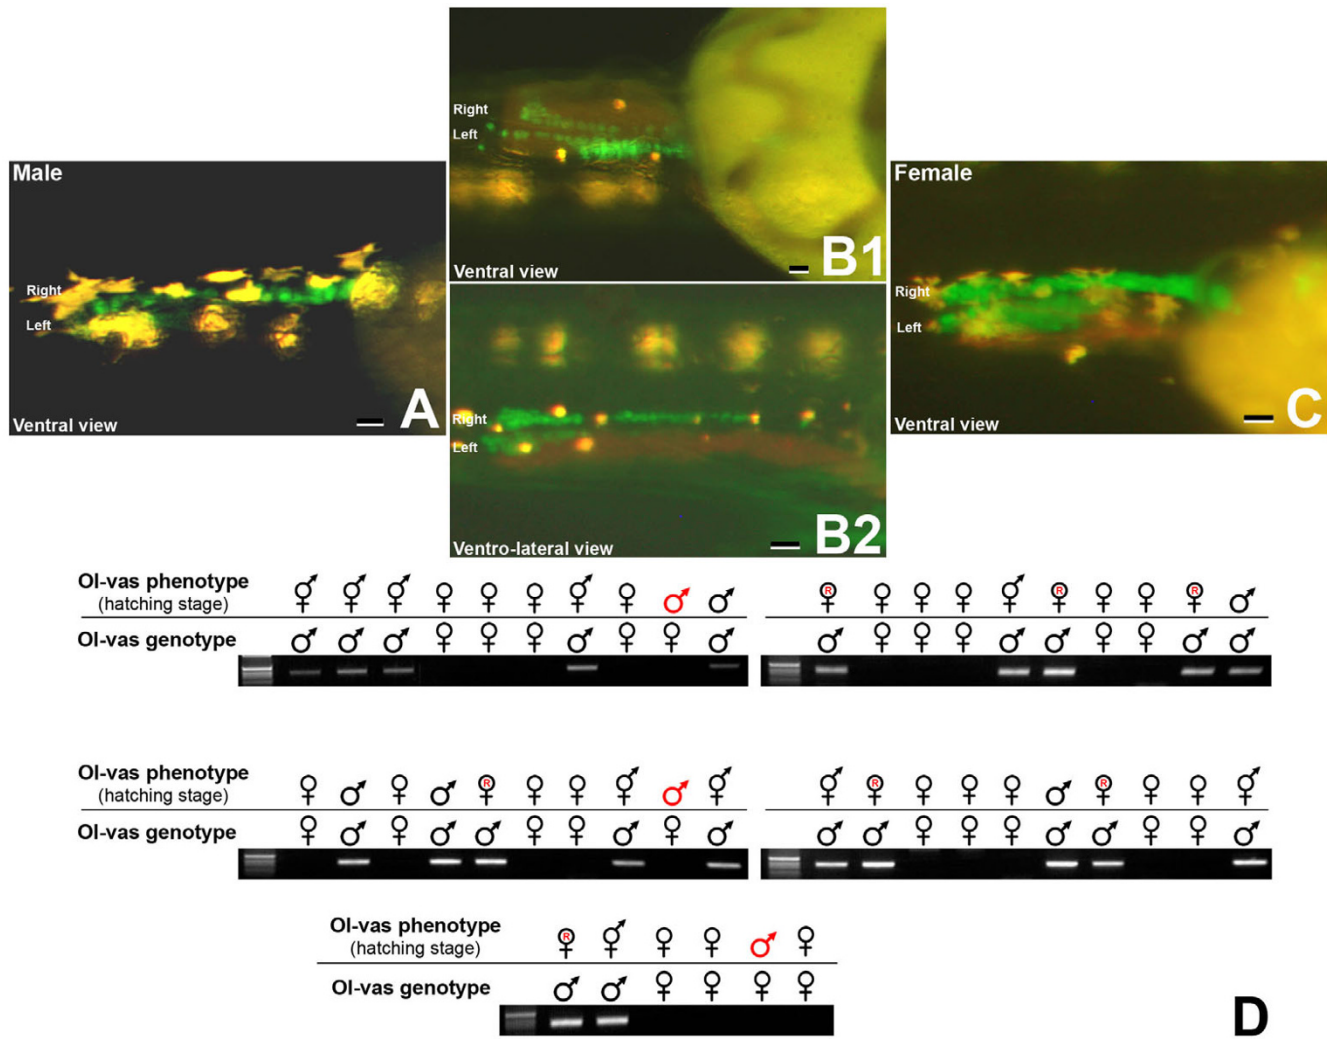 Right
Left
Ventral view
B1
Male
Right
Left
Ventral view
A
Right
Left
Ventro-lateral view
B2
Female
Right
Left
Ventral view
C
Ol-vas phenotype
(hatching stage)
R
R
R
Ol-vas genotype
Ol-vas phenotype
(hatching stage)
R
R
R
Ol-vas genotype
Ol-vas phenotype
(hatching stage)
R
Ol-vas genotype
D